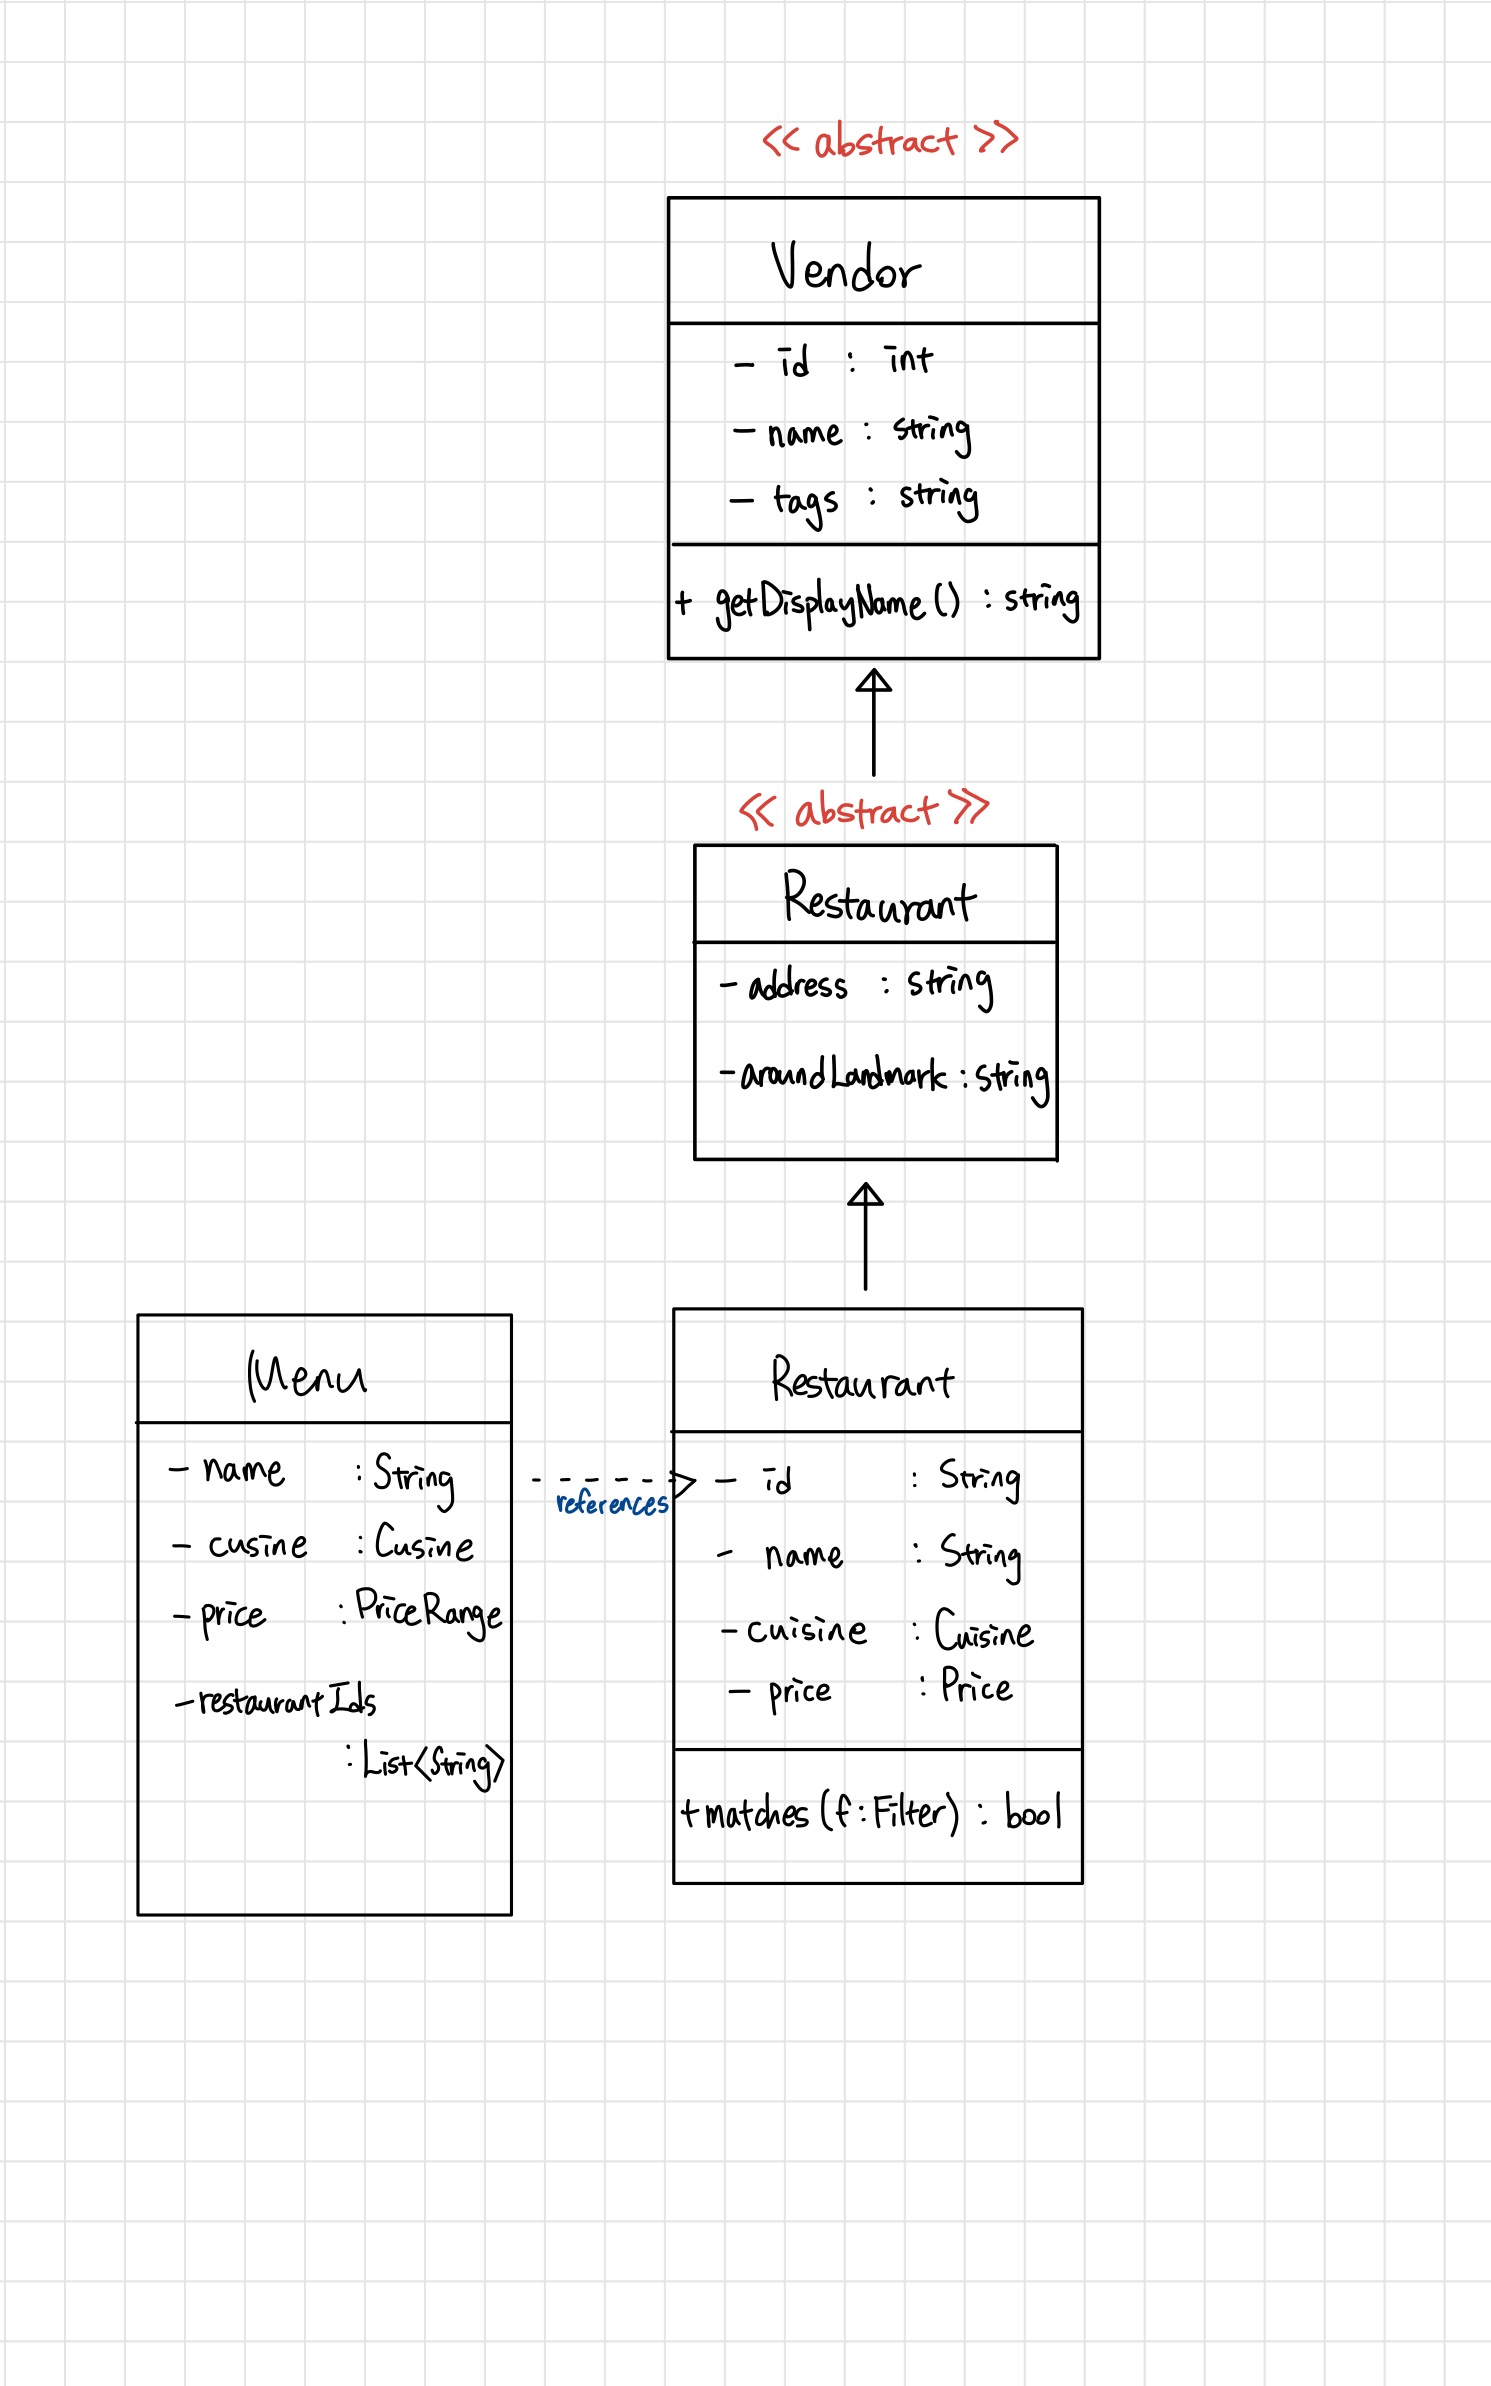 << abstract >>
Vendor
- id : int
- name : string
- tags : string
+ getDisplayName() : string
<< abstract >>
Restaurant
- address : string
- aroundLandmark : string
Menu
- name : String
- cusine : Cusine
- price : PriceRange
- restaurantIds
: List<String>
references
Restaurant
- id : String
- name : String
- cuisine : Cuisine
- price : Price
+ matches (f : Filter) : bool